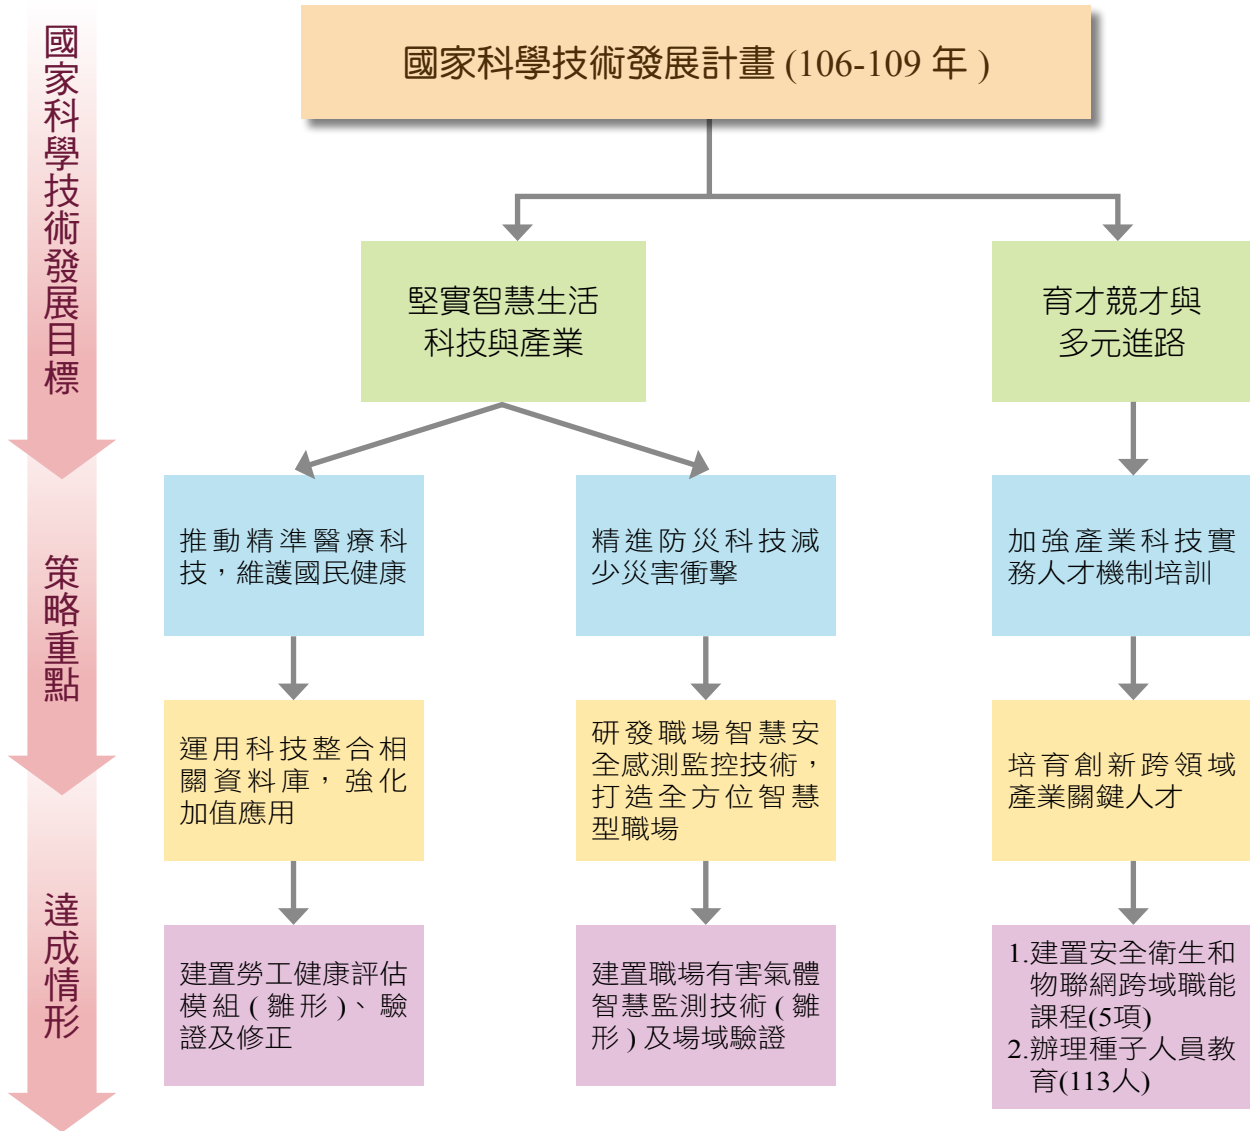 國家科學技術發展目標
策略重點
達成情形
國家科學技術發展計畫 (106-109 年 )
堅實智慧生活
科技與產業
育才競才與
多元進路
推動精準醫療科
技，維護國民健康
精進防災科技減
少災害衝擊
加強產業科技實
務人才機制培訓
運用科技整合相
關資料庫，強化
加值應用
研發職場智慧安
全感測監控技術，
打造全方位智慧
型職場
培育創新跨領域
產業關鍵人才
建置勞工健康評估
模組 ( 雛形 )、驗
證及修正
建置職場有害氣體
智慧監測技術 ( 雛
形 ) 及場域驗證
1.建置安全衛生和
物聯網跨域職能
課程(5項)
2.辦理種子人員教
育(113人)